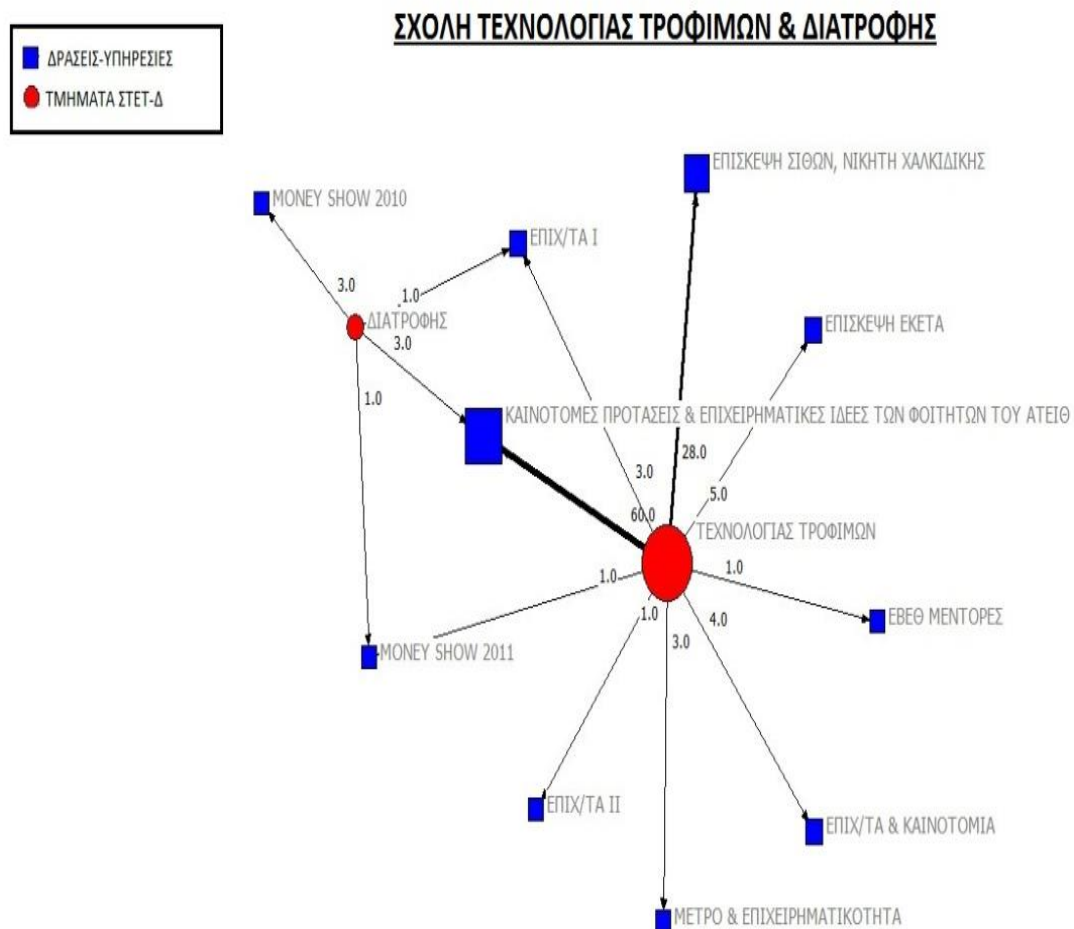 ΣΧΟΛΗ ΤΕΧΝΟΛΟΓΙΑΣ ΤΡΟΦΙΜΩΝ & ΔΙΑΤΡΟΦΗΣ
ΔΡΑΣΕΙΣ-ΥΠΗΡΕΣΙΕΣ
ΤΜΗΜΑΤΑ ΣΤΕΤ-Δ
ΕΠΙΣΚΕΨΗ ΣΙΘΩΝ, ΝΙΚΗΤΗ ΧΑΛΚΙΔΙΚΗΣ
MONEY SHOW 2010
ΕΠΙΧ/ΤΑ Ι
3.0
1.0
ΔΙΑΤΡΟΦΗΣ
ΕΠΙΣΚΕΨΗ ΕΚΕΤΑ
3.0
1.0
ΚΑΙΝΟΤΟΜΕΣ ΠΡΟΤΑΣΕΙΣ & ΕΠΙΧΕΙΡΗΜΑΤΙΚΕΣ ΙΔΕΕΣ ΤΩΝ ΦΟΙΤΗΤΩΝ ΤΟΥ ΑΤΕΙΘ
28.0
3.0
5.0
60.0
ΤΕΧΝΟΛΟΓΙΑΣ ΤΡΟΦΙΜΩΝ
1.0
1.0
1.0
4.0
ΕΒΕΘ ΜΕΝΤΟΡΕΣ
3.0
MONEY SHOW 2011
ΕΠΙΧ/ΤΑ ΙΙ
ΕΠΙΧ/ΤΑ & ΚΑΙΝΟΤΟΜΙΑ
ΜΕΤΡΟ & ΕΠΙΧΕΙΡΗΜΑΤΙΚΟΤΗΤΑ